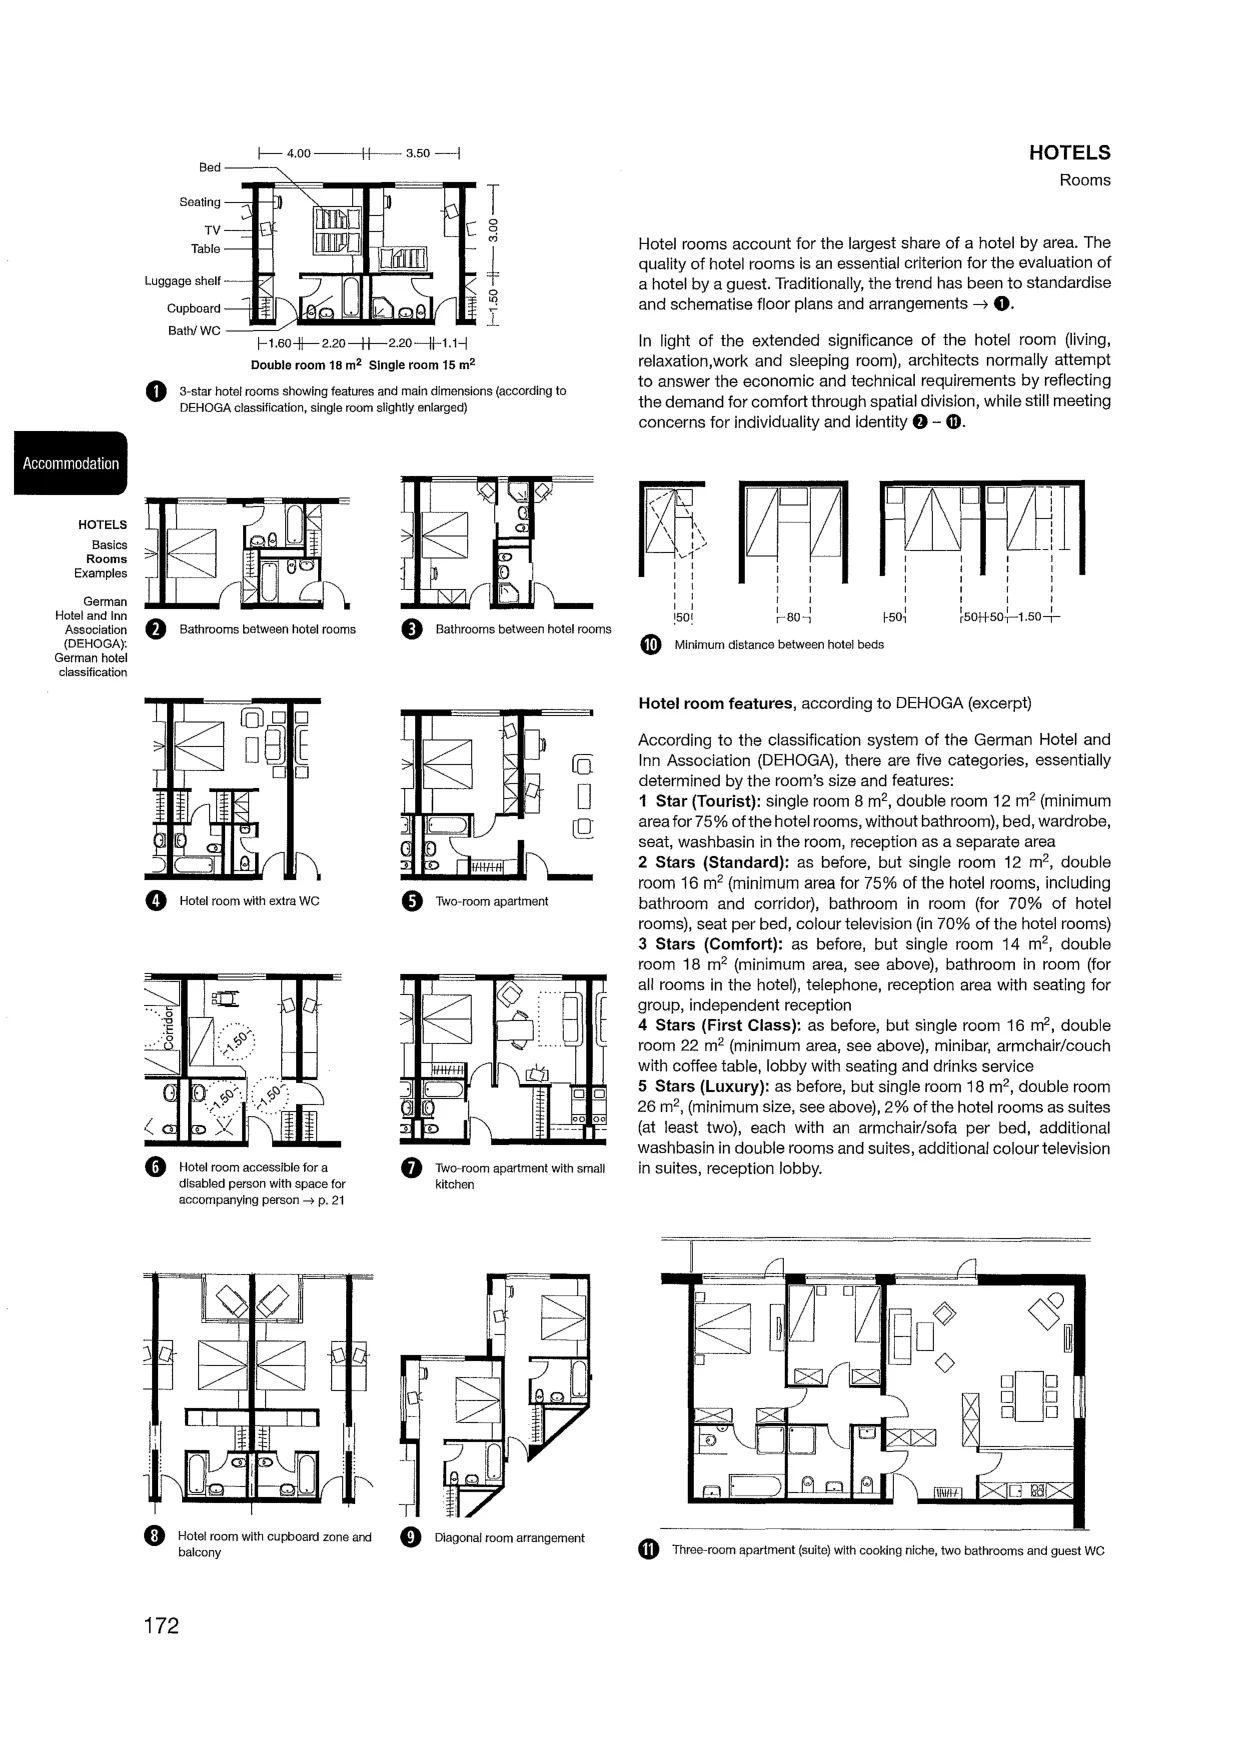 HOTELS
Rooms
4.00
3.50
Bed
Seating
TV
Table
Luggage shelf
Cupboard
Bath/ WC
3.00
1.50
1.60
2.20
2.20
1.1
Double room 18 m² Single room 15 m²
1 3-star hotel rooms showing features and main dimensions (according to
DEHOGA classification, single room slightly enlarged)
Hotel rooms account for the largest share of a hotel by area. The
quality of hotel rooms is an essential criterion for the evaluation of
a hotel by a guest. Traditionally, the trend has been to standardise
and schematise floor plans and arrangements → 1.
In light of the extended significance of the hotel room (living,
relaxation,work and sleeping room), architects normally attempt
to answer the economic and technical requirements by reflecting
the demand for comfort through spatial division, while still meeting
concerns for individuality and identity 2 – 11.
Accommodation
HOTELS
Basics
Rooms
Examples
German
Hotel and Inn
Association
(DEHOGA):
German hotel
classification
2 Bathrooms between hotel rooms
3 Bathrooms between hotel rooms
50
80
50
50
50
1.50
10 Minimum distance between hotel beds
4 Hotel room with extra WC
5 Two-room apartment
Corridor
~1.50~
~1.50~
~1.50~
6 Hotel room accessible for a
disabled person with space for
accompanying person → p. 21
7 Two-room apartment with small
kitchen
Hotel room features, according to DEHOGA (excerpt)
According to the classification system of the German Hotel and
Inn Association (DEHOGA), there are five categories, essentially
determined by the room's size and features:
1 Star (Tourist): single room 8 m², double room 12 m² (minimum
area for 75% of the hotel rooms, without bathroom), bed, wardrobe,
seat, washbasin in the room, reception as a separate area
2 Stars (Standard): as before, but single room 12 m², double
room 16 m² (minimum area for 75% of the hotel rooms, including
bathroom and corridor), bathroom in room (for 70% of hotel
rooms), seat per bed, colour television (in 70% of the hotel rooms)
3 Stars (Comfort): as before, but single room 14 m², double
room 18 m² (minimum area, see above), bathroom in room (for
all rooms in the hotel), telephone, reception area with seating for
group, independent reception
4 Stars (First Class): as before, but single room 16 m², double
room 22 m² (minimum area, see above), minibar, armchair/couch
with coffee table, lobby with seating and drinks service
5 Stars (Luxury): as before, but single room 18 m², double room
26 m², (minimum size, see above), 2% of the hotel rooms as suites
(at least two), each with an armchair/sofa per bed, additional
washbasin in double rooms and suites, additional colour television
in suites, reception lobby.
8 Hotel room with cupboard zone and
balcony
9 Diagonal room arrangement
11 Three-room apartment (suite) with cooking niche, two bathrooms and guest WC
172